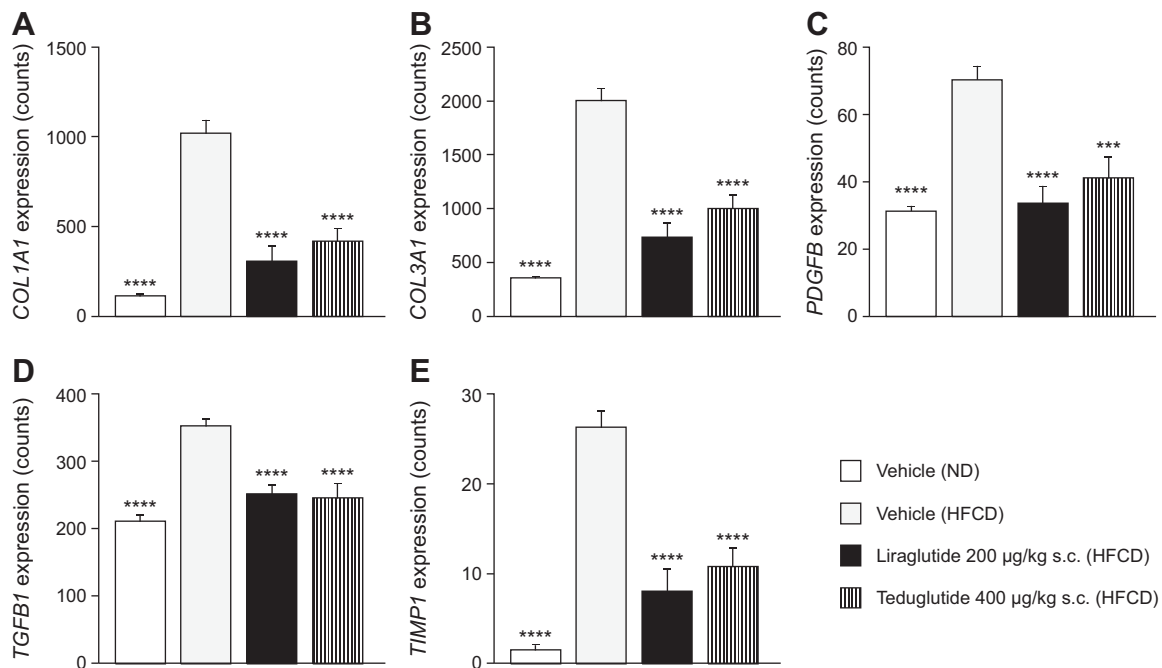 A
COL1A1 expression (counts)
1500
1000
500
0
****
****
****
B
COL3A1 expression (counts)
2500
2000
1500
1000
500
0
****
****
****
C
PDGFB expression (counts)
80
60
40
20
0
****
****
***
D
TGFB1 expression (counts)
400
300
200
100
0
****
****
****
E
TIMP1 expression (counts)
30
20
10
0
****
****
****
Vehicle (ND)
Vehicle (HFCD)
Liraglutide 200 µg/kg s.c. (HFCD)
Teduglutide 400 µg/kg s.c. (HFCD)